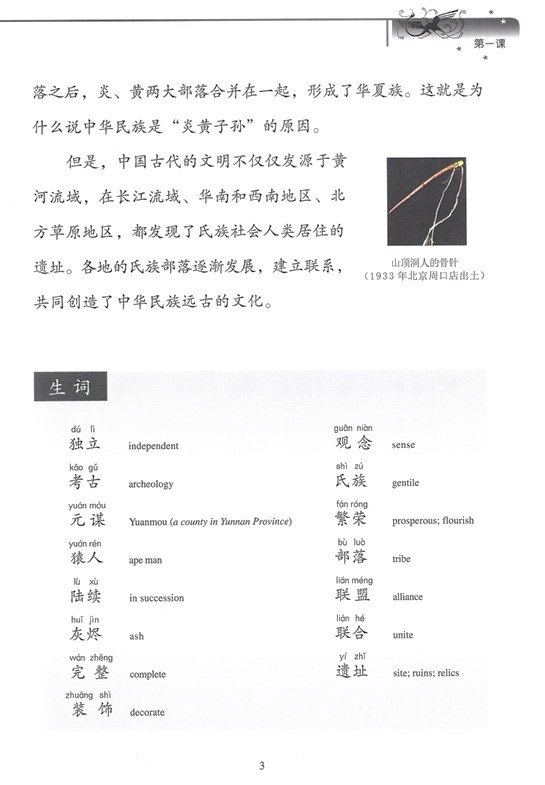 第一课
落之后，炎、黄两大部落合并在一起，形成了华夏族。这就是为
什么说中华民族是“炎黄子孙”的原因。
但是，中国古代的文明不仅仅发源于黄
河流域，在长江流域、华南和西南地区、北
方草原地区，都发现了氏族社会人类居住的
遗址。各地的氏族部落逐渐发展，建立联系，
共同创造了中华民族远古的文化。
山顶洞人的骨针
（1933 年北京周口店出土）
生词
dú lì
独立 independent
kǎo gǔ
考古 archeology
yuán móu
元谋 Yuanmou (a county in Yunnan Province)
yuán rén
猿人 ape man
lù xù
陆续 in succession
huī jìn
灰烬 ash
wán zhěng
完整 complete
zhuāng shì
装饰 decorate
guān niàn
观念 sense
shì zú
氏族 gentile
fán róng
繁荣 prosperous; flourish
bù luò
部落 tribe
lián méng
联盟 alliance
lián hé
联合 unite
yí zhǐ
遗址 site; ruins; relics
3